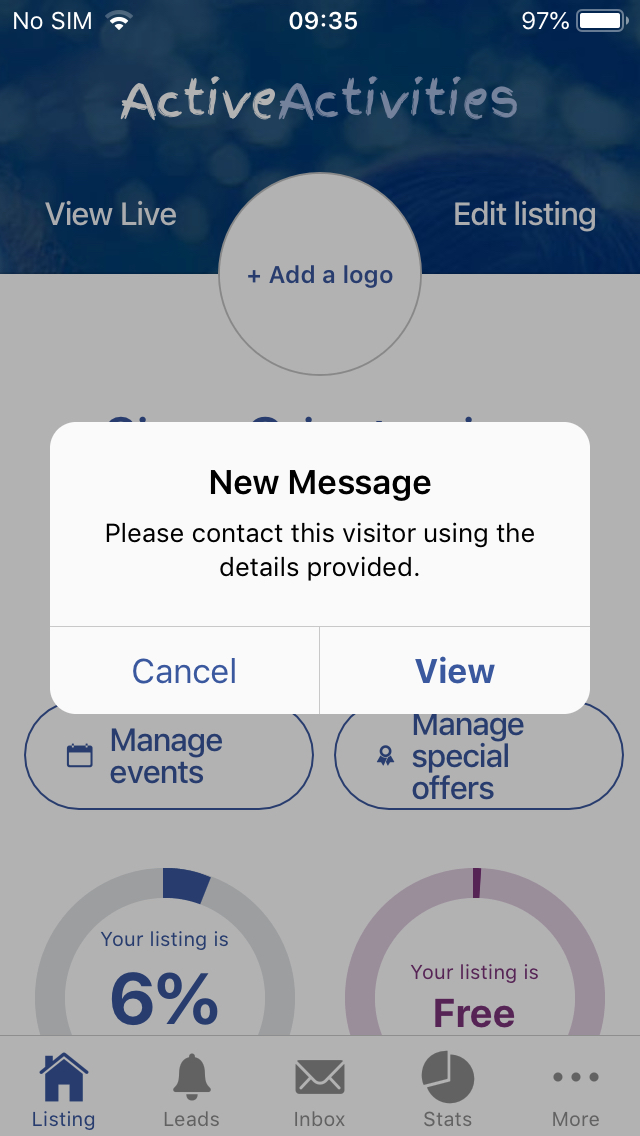 No SIM 09:35 97%
ActiveActivities
View Live Edit listing
+ Add a logo
New Message
Please contact this visitor using the
details provided.
Cancel View
Manage
events
Manage
special
offers
Your listing is
6%
Your listing is
Free
Listing Leads Inbox Stats More